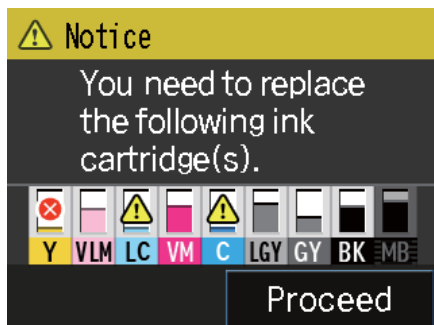 Notice
You need to replace
the following ink
cartridge(s).
Y VLM LC VM C LGY GY BK MB
Proceed